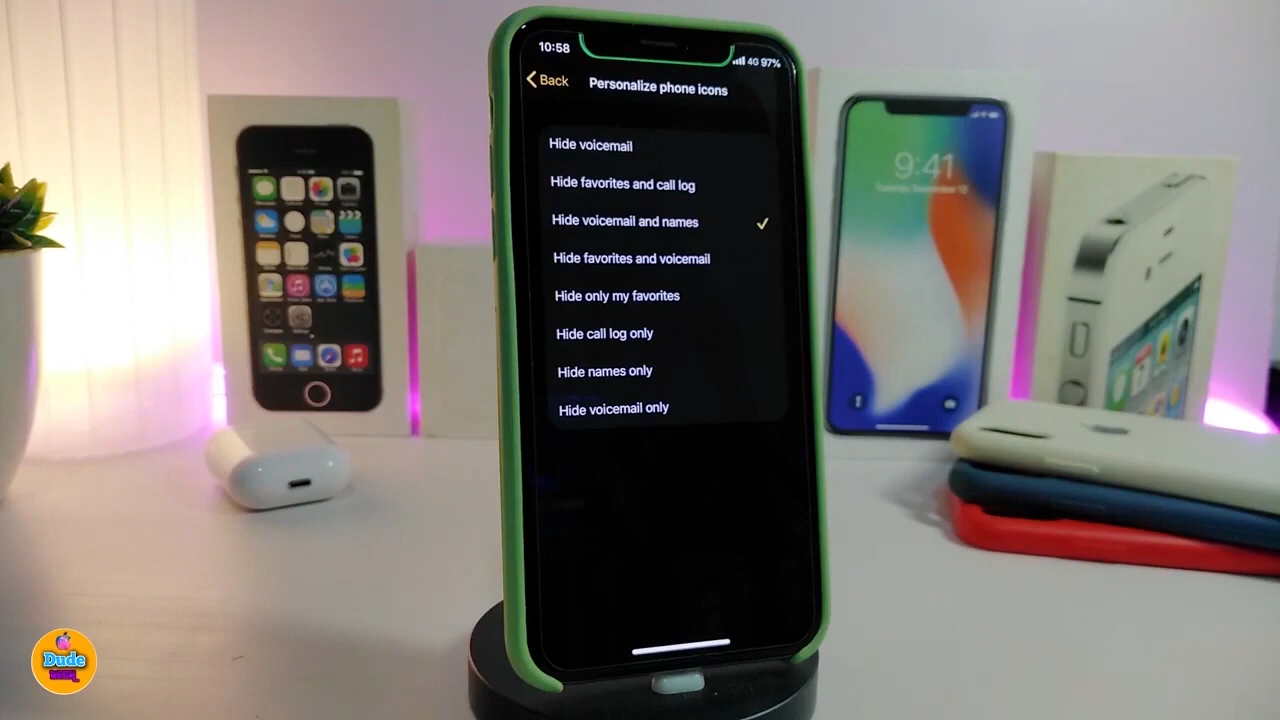 10:58
4G 97%
Back
Personalize phone icons
Hide voicemail
Hide favorites and call log
Hide voicemail and names
Hide favorites and voicemail
Hide only my favorites
Hide call log only
Hide names only
Hide voicemail only
9:41
Dude